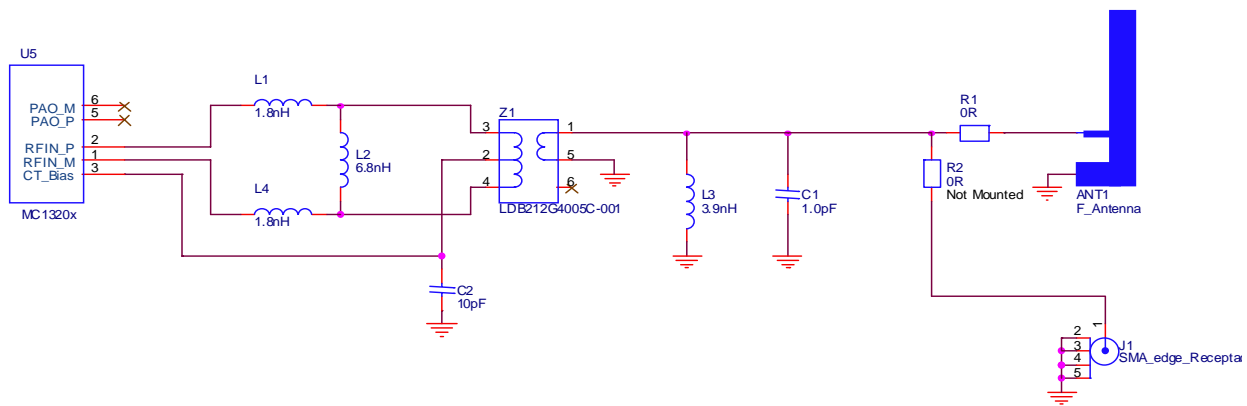 U5
PAO_M
6
PAO_P
5
RFIN_P
2
RFIN_M
1
CT_Bias
3
MC1320x
L1
1.8nH
L2
6.8nH
L4
1.8nH
C2
10pF
Z1
3
1
2
5
4
6
LDB212G4005C-001
L3
3.9nH
C1
1.0pF
R1
0R
R2
0R
Not Mounted
ANT1
F_Antenna
1
2
3
4
5
J1
SMA_edge_Recepta